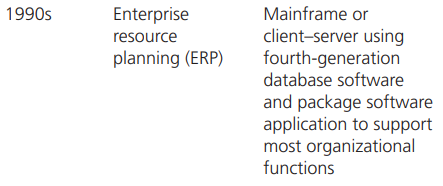 1990s
Enterprise
resource
planning (ERP)
Mainframe or
client–server using
fourth-generation
database software
and package software
application to support
most organizational
functions